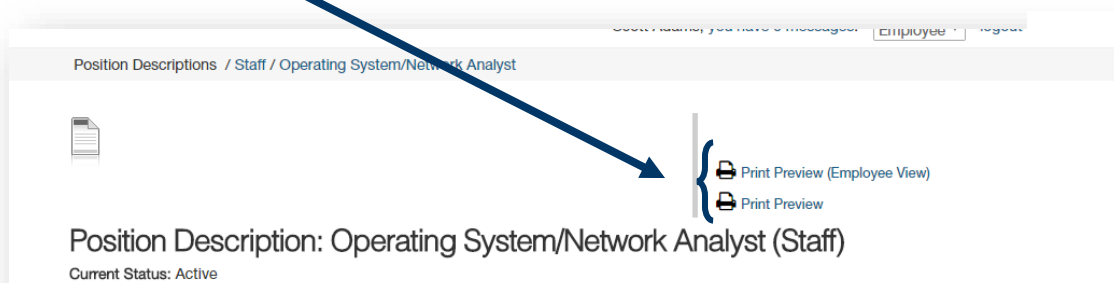 Scott Adams, you have 0 messages. Employee logout
Position Descriptions / Staff / Operating System/Network Analyst
Print Preview (Employee View)
Print Preview
Position Description: Operating System/Network Analyst (Staff)
Current Status: Active